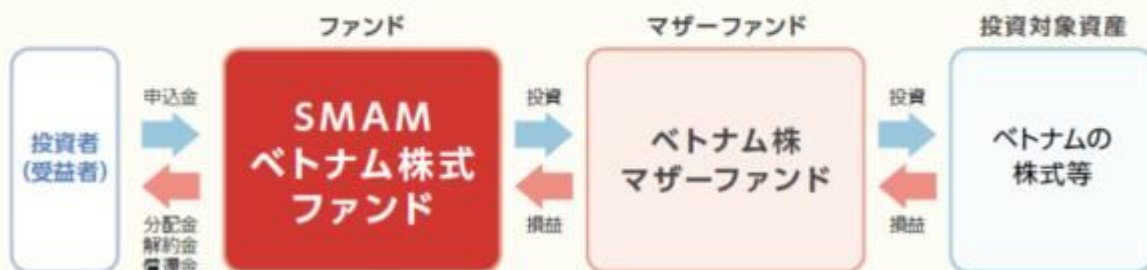 ファンド
マザーファンド
投資対象資産
投資者
(受益者)
申込金
分配金
解約金
償還金
SMAM
ベトナム株式
ファンド
投資
損益
ベトナム株
マザーファンド
投資
損益
ベトナムの
株式等